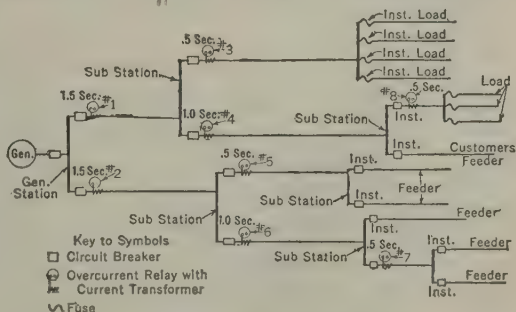 Inst. Load
.5 Sec. #3
Inst. Load
Sub Station
Inst. Load
Inst. Load
1.5 Sec. #1
1.0 Sec. #4
#8
.5 Sec.
Load
Sub Station
Inst.
Gen.
Gen.
Station
1.5 Sec. #2
.5 Sec. #5
Inst.
Customers
Feeder
Inst.
Sub Station
Feeder
Sub Station
1.0 Sec. #6
Inst.
Inst.
Feeder
Key to Symbols
Circuit Breaker
Overcurrent Relay with
Current Transformer
Fuse
Sub Station
.5 Sec.
#7
Inst.
Feeder
Inst.
Feeder